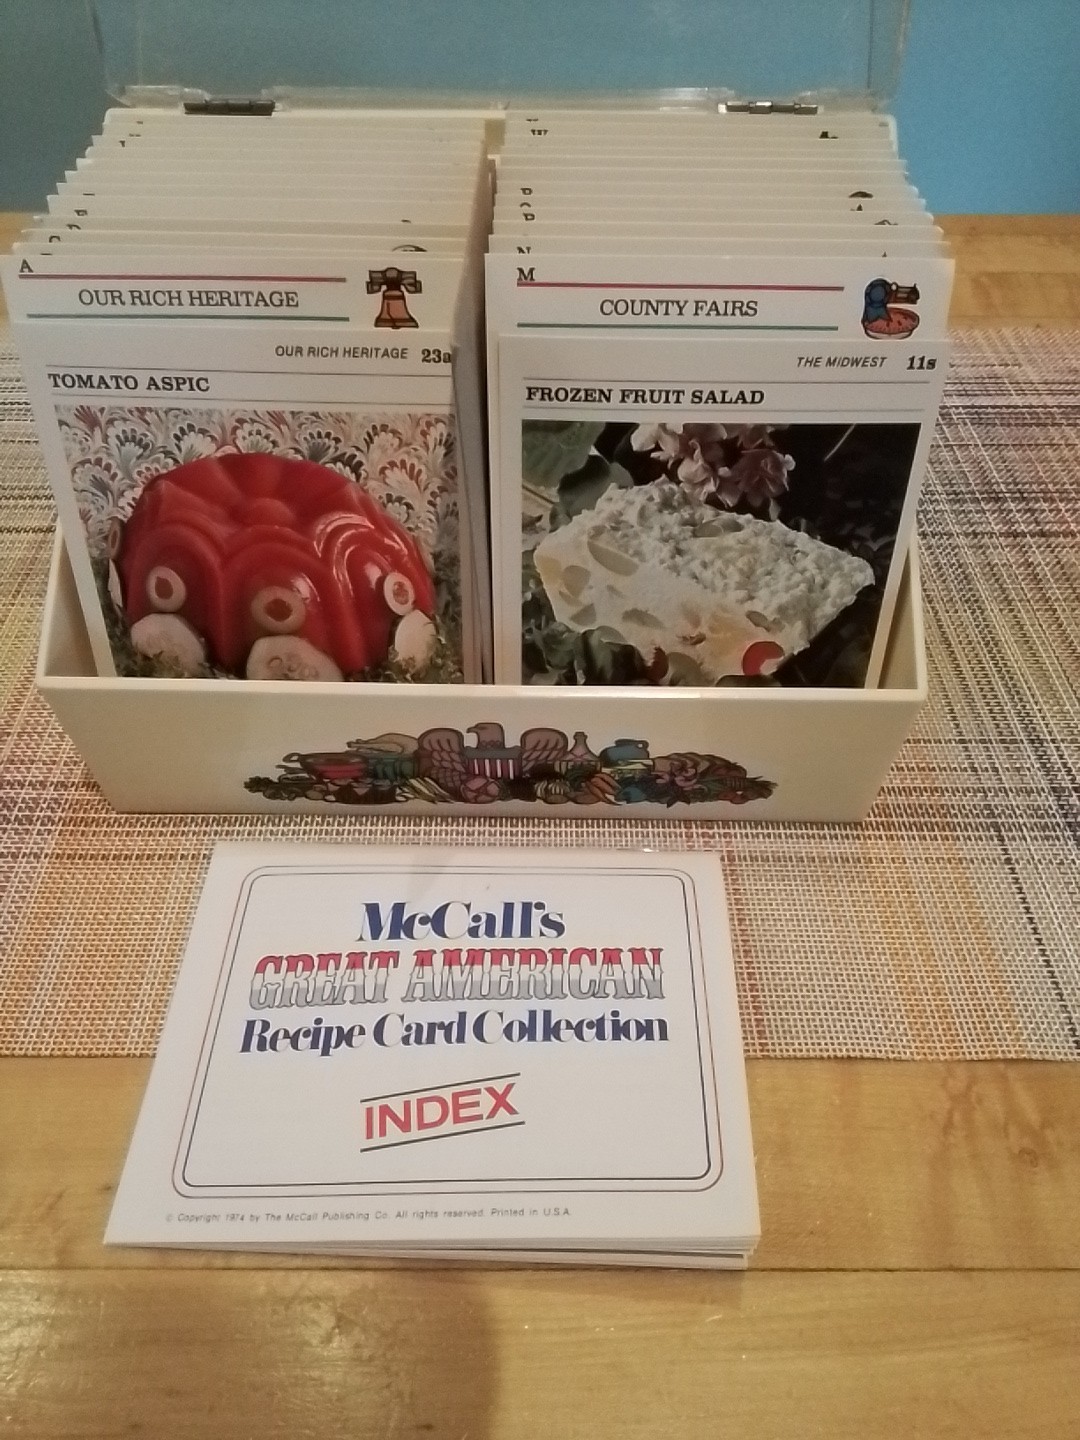 W
P
P
N
A
OUR RICH HERITAGE
OUR RICH HERITAGE 23a
TOMATO ASPIC
M
COUNTY FAIRS
THE MIDWEST 11s
FROZEN FRUIT SALAD
McCall's
GREAT AMERICAN
Recipe Card Collection
INDEX
© Copyright 1974 by The McCall Publishing Co. All rights reserved. Printed in U.S.A.